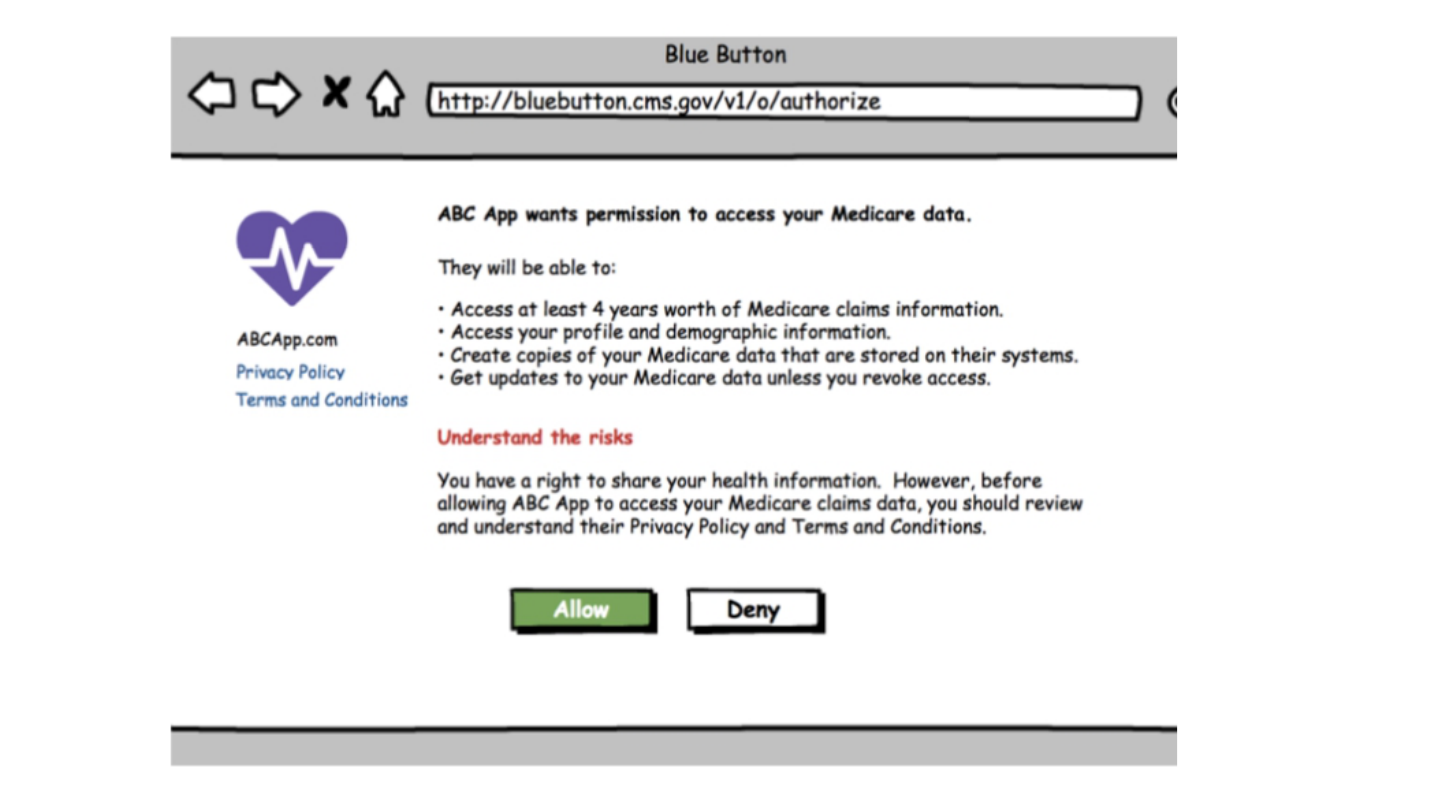 Blue Button
http://bluebutton.cms.gov/v1/o/authorize
ABCApp.com
Privacy Policy
Terms and Conditions
ABC App wants permission to access your Medicare data.
They will be able to:
• Access at least 4 years worth of Medicare claims information.
• Access your profile and demographic information.
• Create copies of your Medicare data that are stored on their systems.
• Get updates to your Medicare data unless you revoke access.
Understand the risks
You have a right to share your health information. However, before
allowing ABC App to access your Medicare claims data, you should review
and understand their Privacy Policy and Terms and Conditions.
Allow
Deny